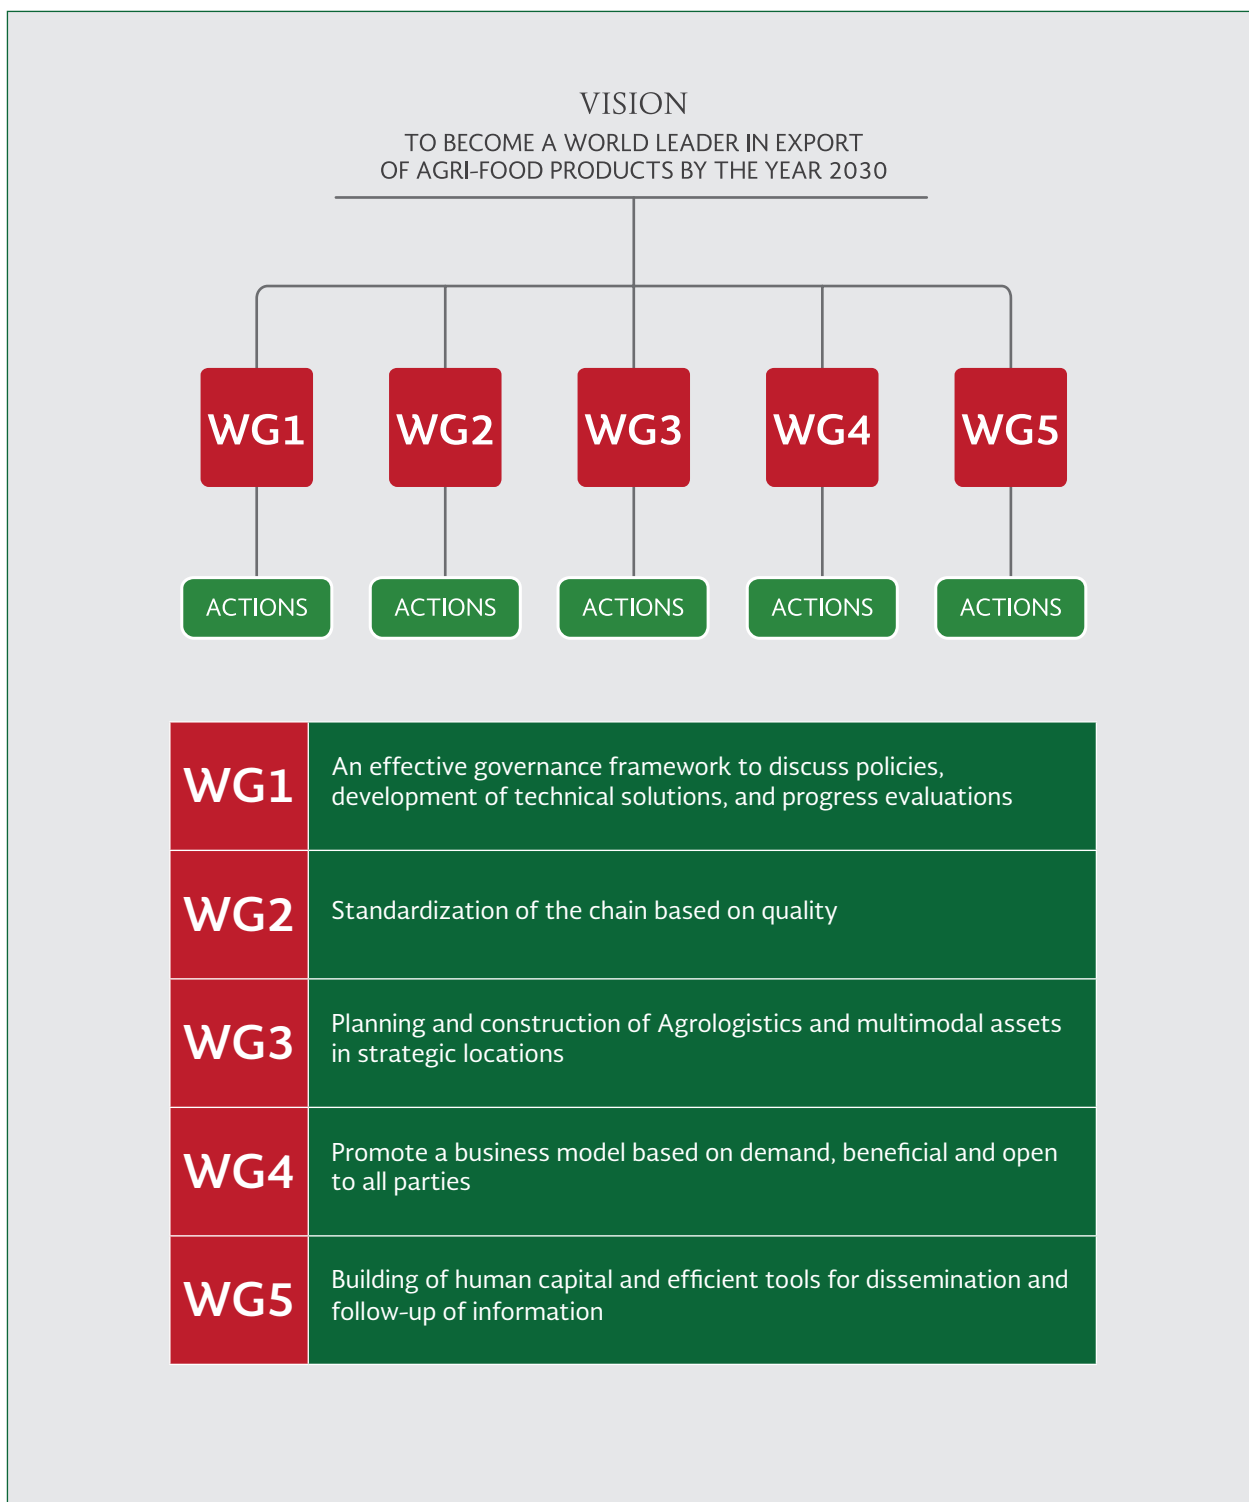 VISION
TO BECOME A WORLD LEADER IN EXPORT
OF AGRI-FOOD PRODUCTS BY THE YEAR 2030
WG1
WG2
WG3
WG4
WG5
ACTIONS
ACTIONS
ACTIONS
ACTIONS
ACTIONS
WG1
An effective governance framework to discuss policies,
development of technical solutions, and progress evaluations
WG2
Standardization of the chain based on quality
WG3
Planning and construction of Agrologistics and multimodal assets
in strategic locations
WG4
Promote a business model based on demand, beneficial and open
to all parties
WG5
Building of human capital and efficient tools for dissemination and
follow-up of information